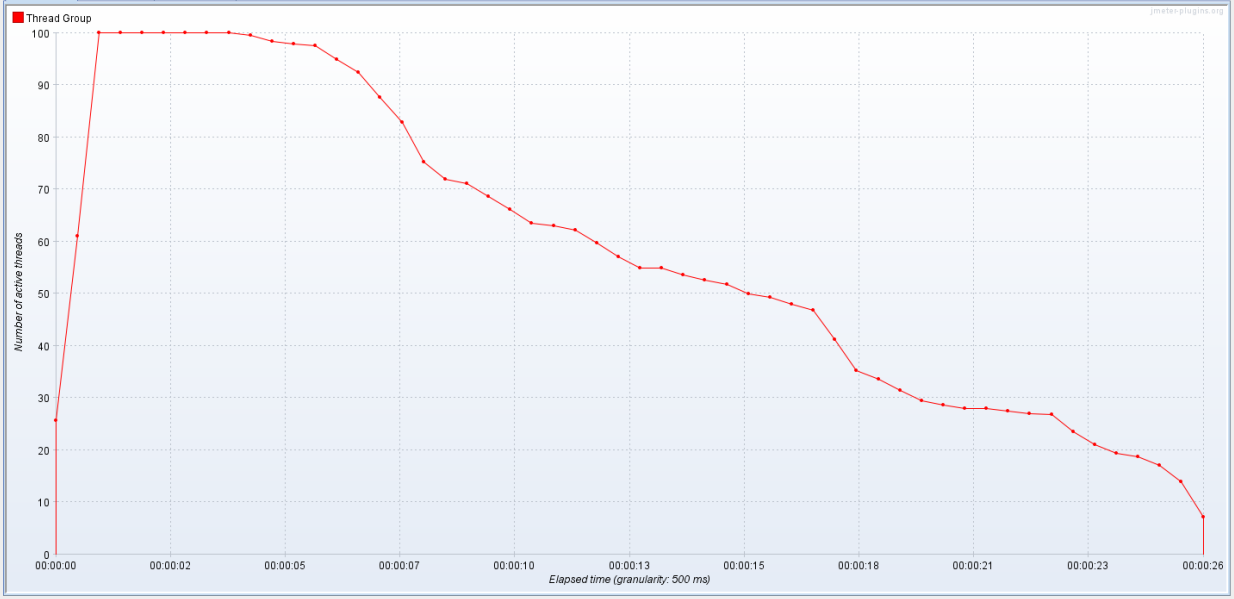 jmeter-plugins.org
Thread Group
100
90
80
70
60
50
40
30
20
10
0
Number of active threads
00:00:00 00:00:02 00:00:05 00:00:07 00:00:10 00:00:13 00:00:15 00:00:18 00:00:21 00:00:23 00:00:26
Elapsed time (granularity: 500 ms)